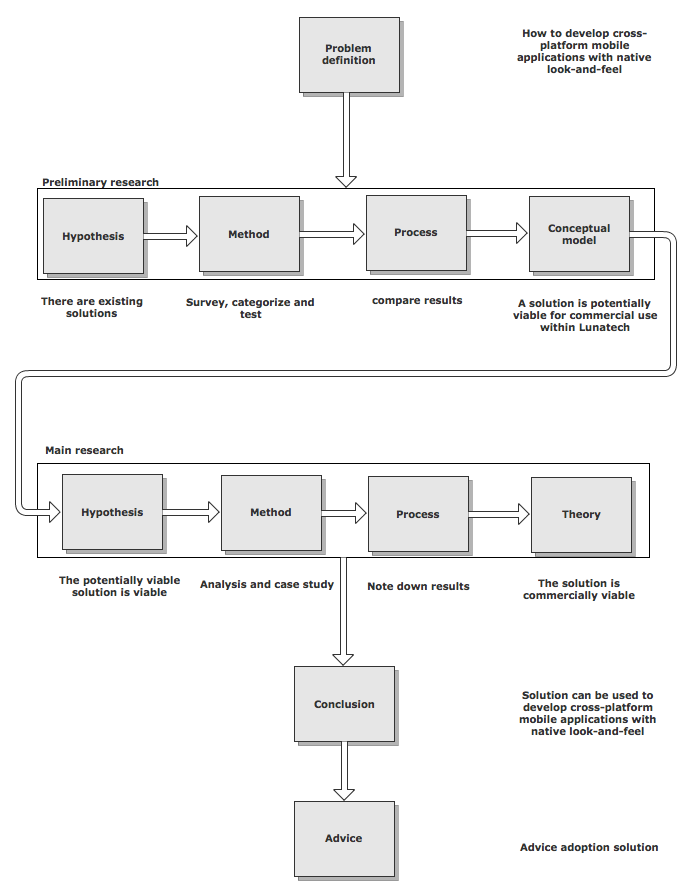 Problem
definition
How to develop cross-
platform mobile
applications with native
look-and-feel
Preliminary research
Hypothesis
Method
Process
Conceptual
model
There are existing
solutions
Survey, categorize and
test
compare results
A solution is potentially
viable for commercial use
within Lunatech
Main research
Hypothesis
Method
Process
Theory
The potentially viable
solution is viable
Analysis and case study
Note down results
The solution is
commercially viable
Conclusion
Solution can be used to
develop cross-platform
mobile applications with
native look-and-feel
Advice
Advice adoption solution